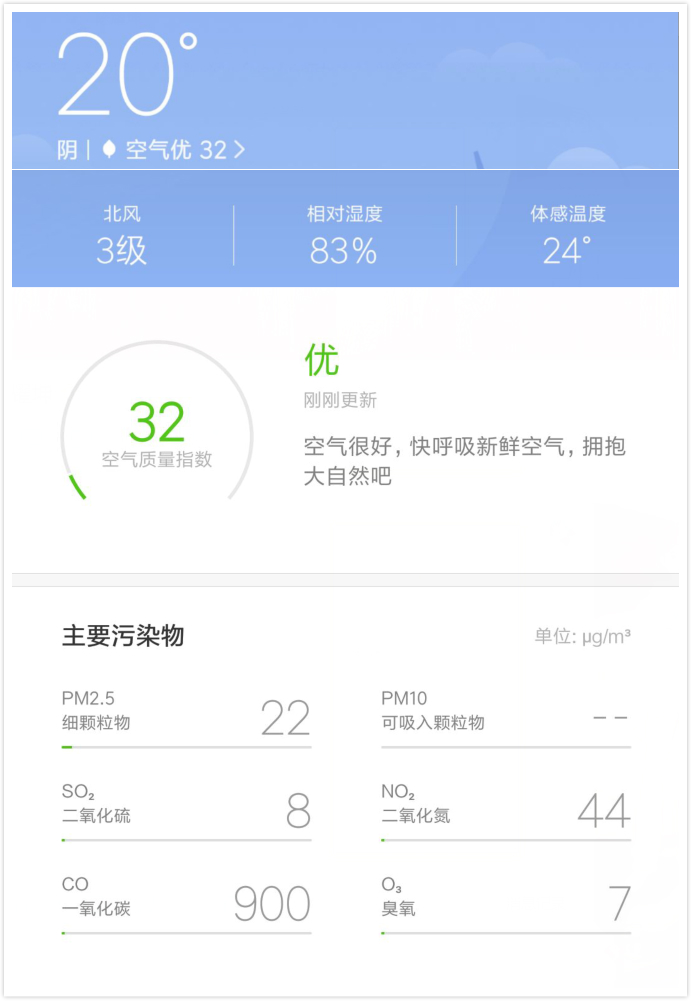 20°
阴 | 空气优 32 >
北风 相对湿度 体感温度
3级 83% 24°
优
刚刚更新
32
空气质量指数
空气很好，快呼吸新鲜空气，拥抱
大自然吧
主要污染物 单位: μg/m³
PM2.5
细颗粒物 22
PM10
可吸入颗粒物 --
SO₂
二氧化硫 8
NO₂
二氧化氮 44
CO
一氧化碳 900
O₃
臭氧 7